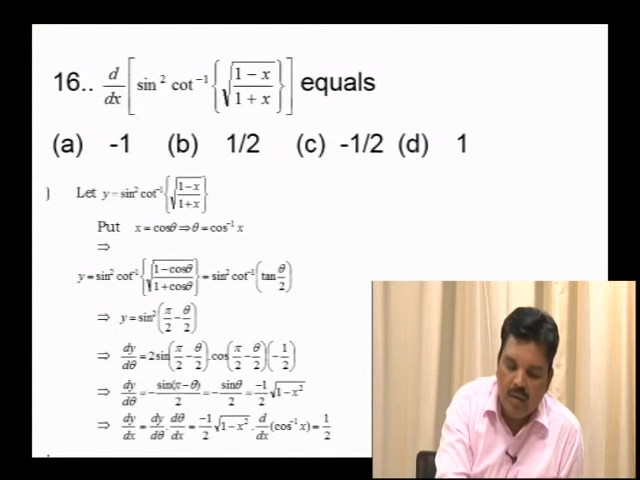 16.. d/dx [ sin² cot⁻¹ { √((1 − x)/(1 + x)) } ] equals
(a) -1 (b) 1/2 (c) -1/2 (d) 1
) Let y = sin² cot⁻¹ { √((1−x)/(1+x)) }
Put x = cosθ ⇒ θ = cos⁻¹ x
⇒
y = sin² cot⁻¹ { √((1−cosθ)/(1+cosθ)) } = sin² cot⁻¹ (tan θ/2)
⇒ y = sin² (π/2 − θ/2)
⇒ dy/dθ = 2sin(π/2 − θ/2).cos(π/2 − θ/2)(−1/2)
⇒ dy/dθ = −sin(π−θ)/2 = −sinθ/2 = −1/2 √(1−x²)
⇒ dy/dx = dy/dθ . dθ/dx = −1/2 √(1−x²) . d/dx (cos⁻¹ x) = 1/2